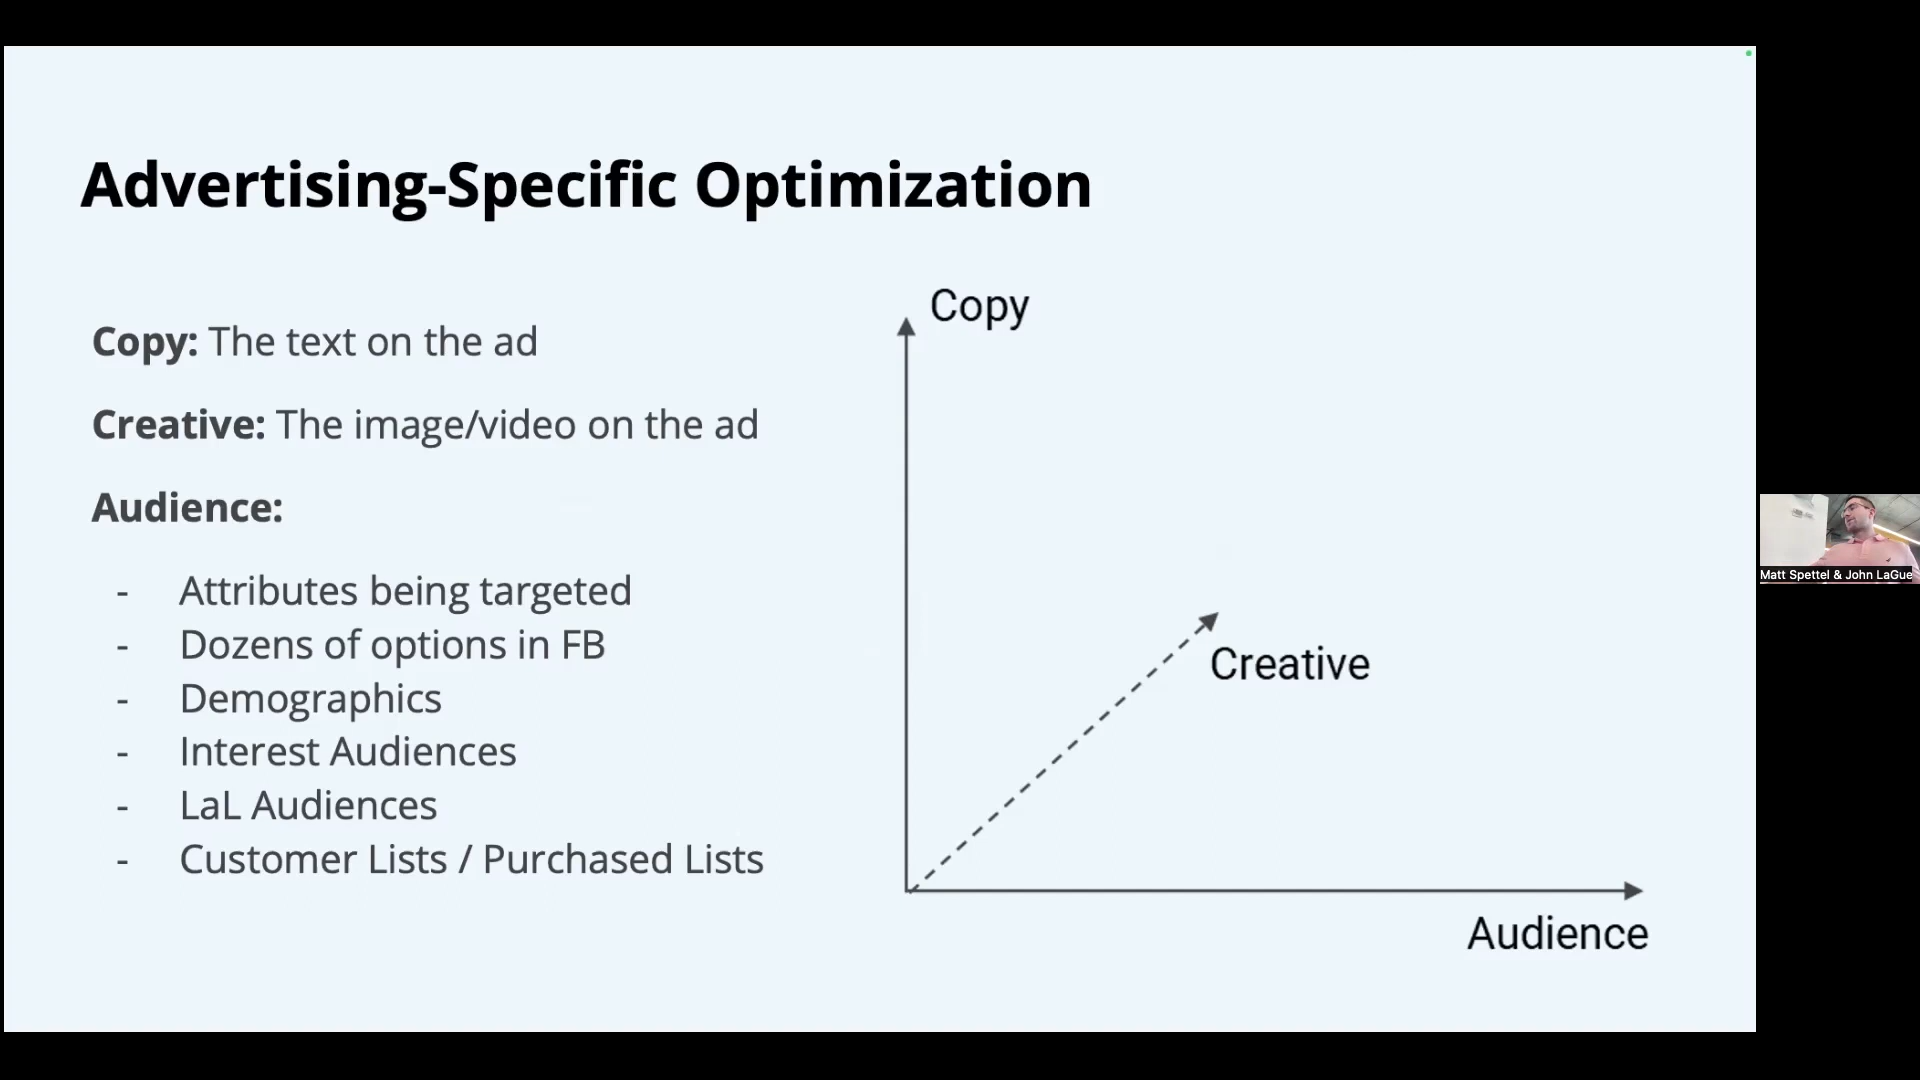 Advertising-Specific Optimization
Copy: The text on the ad
Creative: The image/video on the ad
Audience:
- Attributes being targeted
- Dozens of options in FB
- Demographics
- Interest Audiences
- LaL Audiences
- Customer Lists / Purchased Lists
Copy
Creative
Audience
Matt Spettel & John LaGue